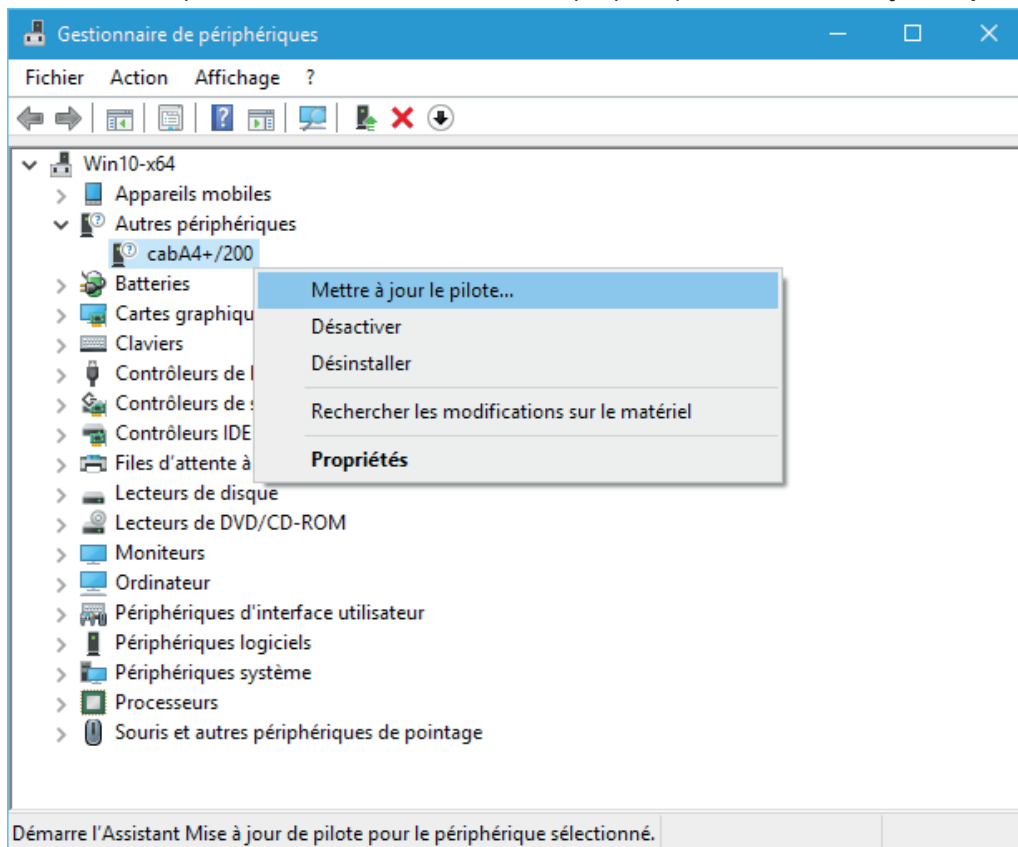 Gestionnaire de périphériques
Fichier Action Affichage ?
Win10-x64
Appareils mobiles
Autres périphériques
cabA4+/200
Batteries
Mettre à jour le pilote...
Cartes graphiqu
Désactiver
Claviers
Désinstaller
Contrôleurs de
Contrôleurs de
Rechercher les modifications sur le matériel
Contrôleurs IDE
Files d'attente à
Propriétés
Lecteurs de disque
Lecteurs de DVD/CD-ROM
Moniteurs
Ordinateur
Périphériques d'interface utilisateur
Périphériques logiciels
Périphériques système
Processeurs
Souris et autres périphériques de pointage
Démarre l'Assistant Mise à jour de pilote pour le périphérique sélectionné.